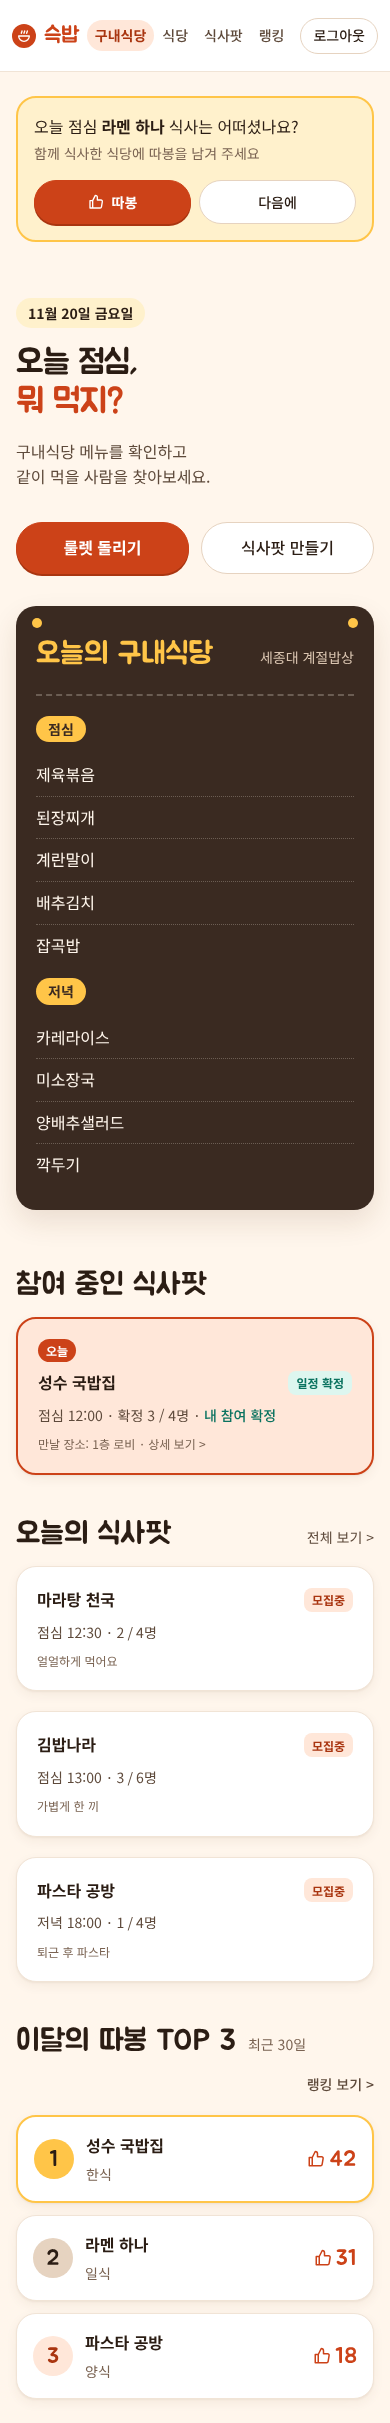 속밥 구내식당 식당 식사팟 랭킹 로그아웃
오늘 점심 라멘 하나 식사는 어떠셨나요?
함께 식사한 식당에 따봉을 남겨 주세요
따봉 다음에
11월 20일 금요일
오늘 점심,
뭐 먹지?
구내식당 메뉴를 확인하고
같이 먹을 사람을 찾아보세요.
룰렛 돌리기 식사팟 만들기
오늘의 구내식당 세종대 계절밥상
점심
제육볶음
된장찌개
계란말이
배추김치
잡곡밥
저녁
카레라이스
미소장국
양배추샐러드
깍두기
참여 중인 식사팟
오늘
성수 국밥집 일정 확정
점심 12:00 · 확정 3 / 4명 · 내 참여 확정
만날 장소: 1층 로비 · 상세 보기 >
오늘의 식사팟 전체 보기 >
마라탕 천국 모집중
점심 12:30 · 2 / 4명
얼얼하게 먹어요
김밥나라 모집중
점심 13:00 · 3 / 6명
가볍게 한 끼
파스타 공방 모집중
저녁 18:00 · 1 / 4명
퇴근 후 파스타
이달의 따봉 TOP 3 최근 30일
랭킹 보기 >
1 성수 국밥집 42
한식
2 라멘 하나 31
일식
3 파스타 공방 18
양식